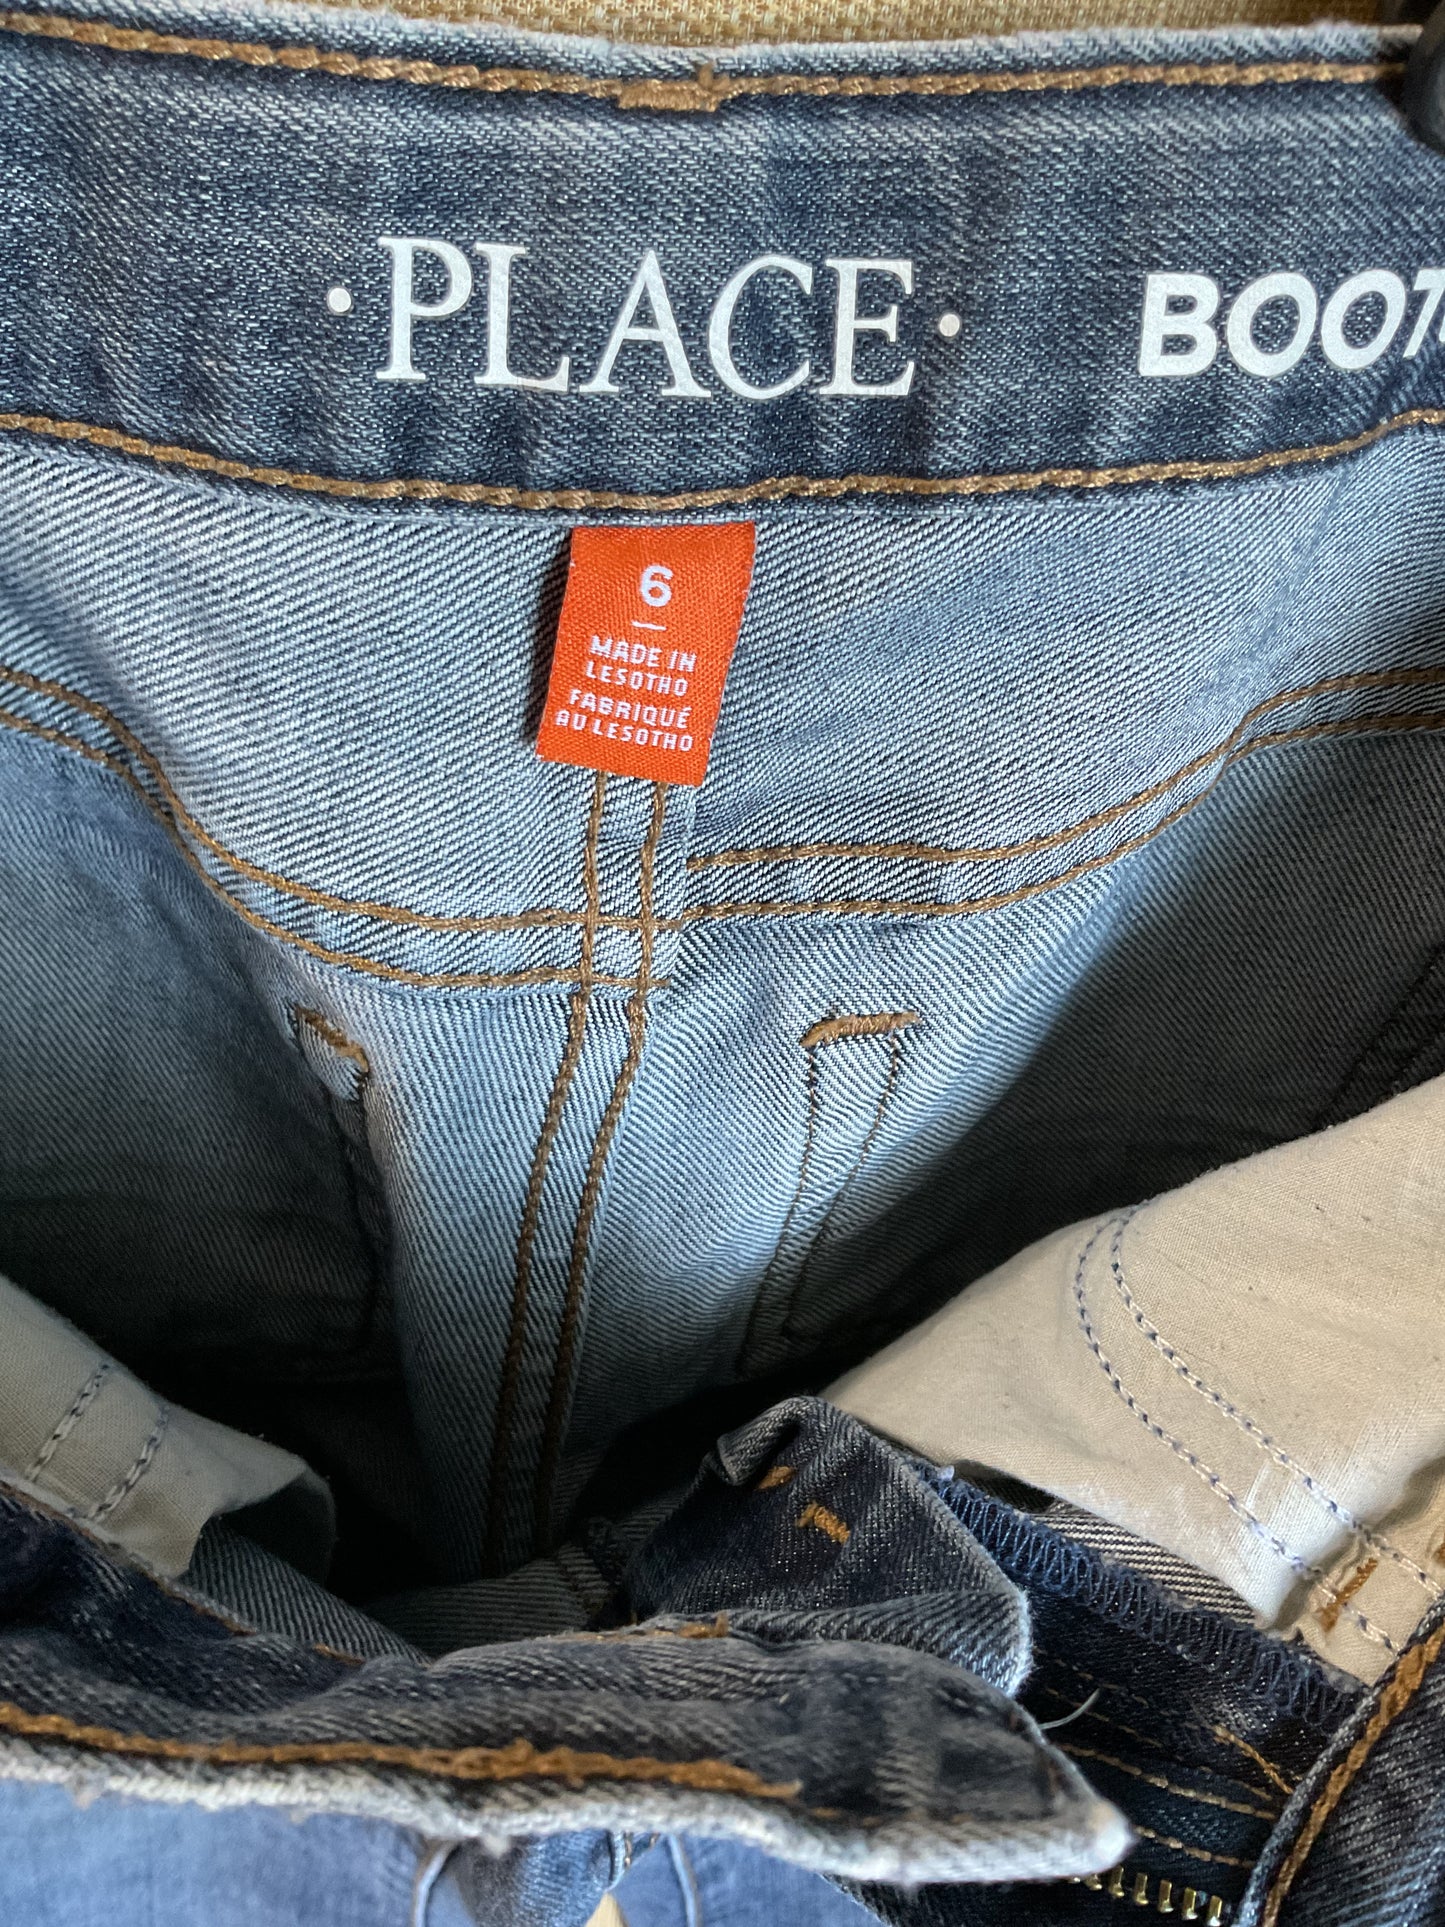 ·PLACE·
BOOT
6
MADE IN
LESOTHO
FABRIQUÉ
AU LESOTHO